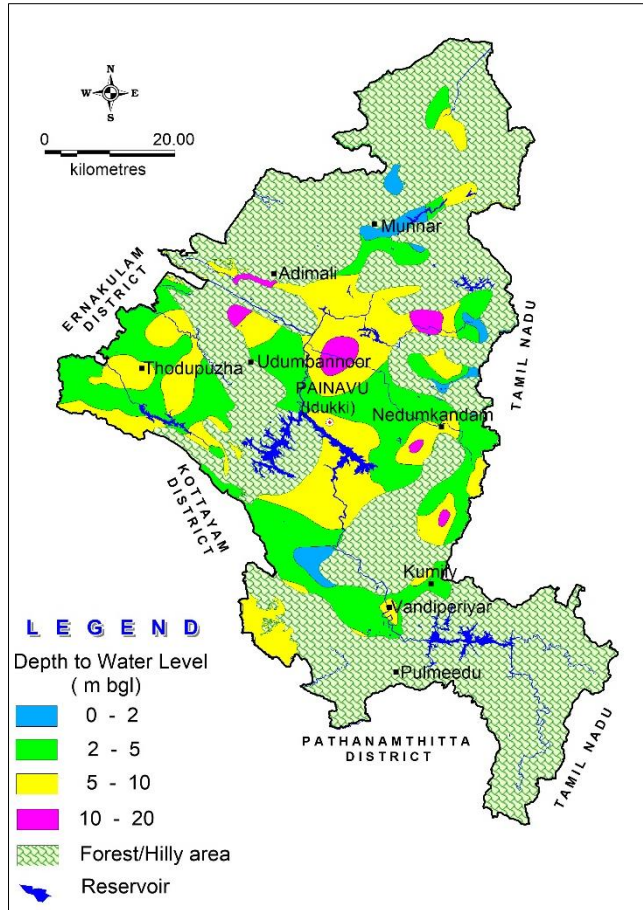 N
W E
S
0 20.00
kilometres
Munnar
Adimali
ERNAKULAM
DISTRICT
TAMIL NADU
Thodupuzha
Udumbannoor
PAINAVU
(Idukki)
Nedumkandam
KOTTAYAM
DISTRICT
Kumily
Vandiperiyar
Pulmeedu
PATHANAMTHITTA
DISTRICT
TAMIL NADU
LEGEND
Depth to Water Level
( m bgl)
0 - 2
2 - 5
5 - 10
10 - 20
Forest/Hilly area
Reservoir